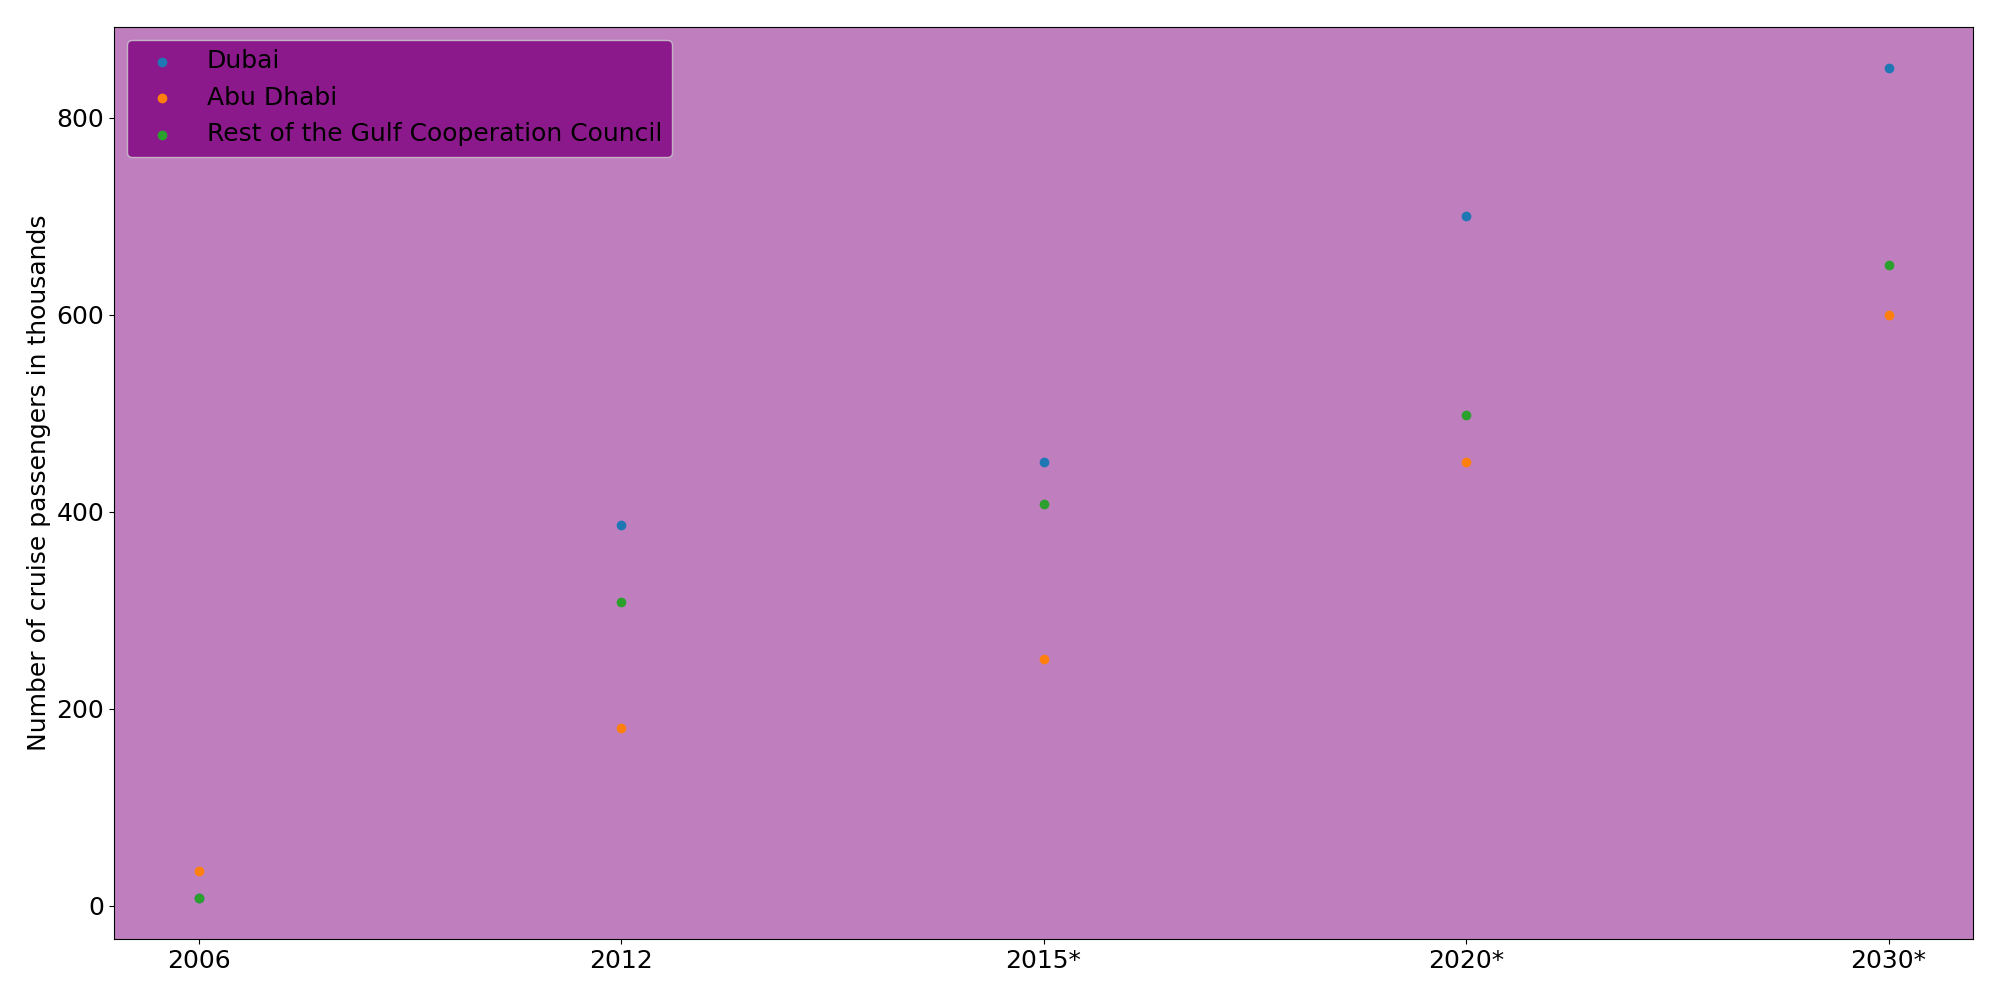 Dubai
Abu Dhabi
Rest of the Gulf Cooperation Council
Number of cruise passengers in thousands
800
600
400
200
0
2006 2012 2015* 2020* 2030*